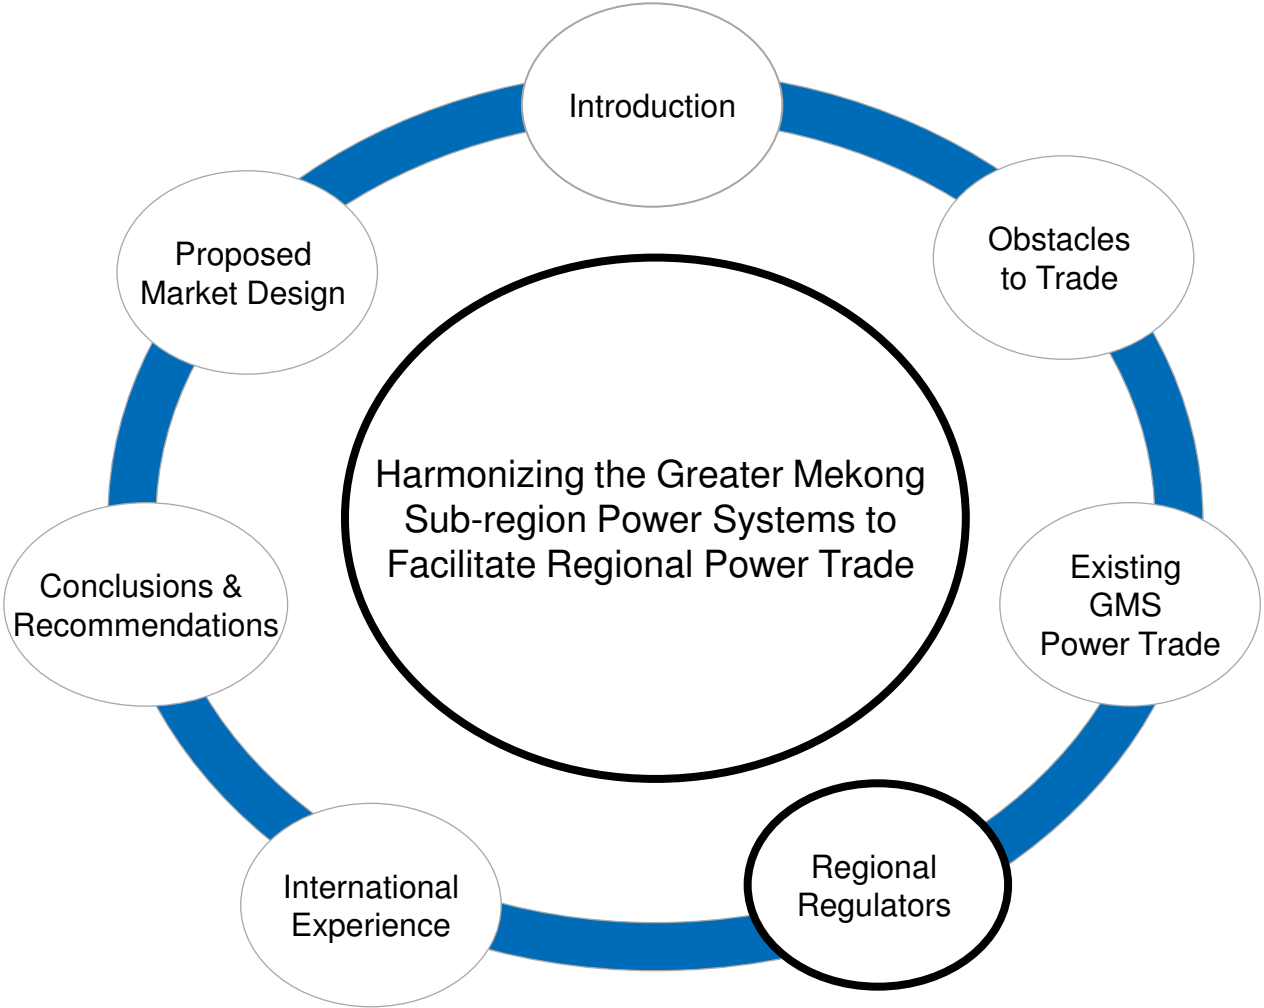 Introduction
Obstacles
to Trade
Existing
GMS
Power Trade
Regional
Regulators
International
Experience
Conclusions &
Recommendations
Proposed
Market Design
Harmonizing the Greater Mekong
Sub-region Power Systems to
Facilitate Regional Power Trade